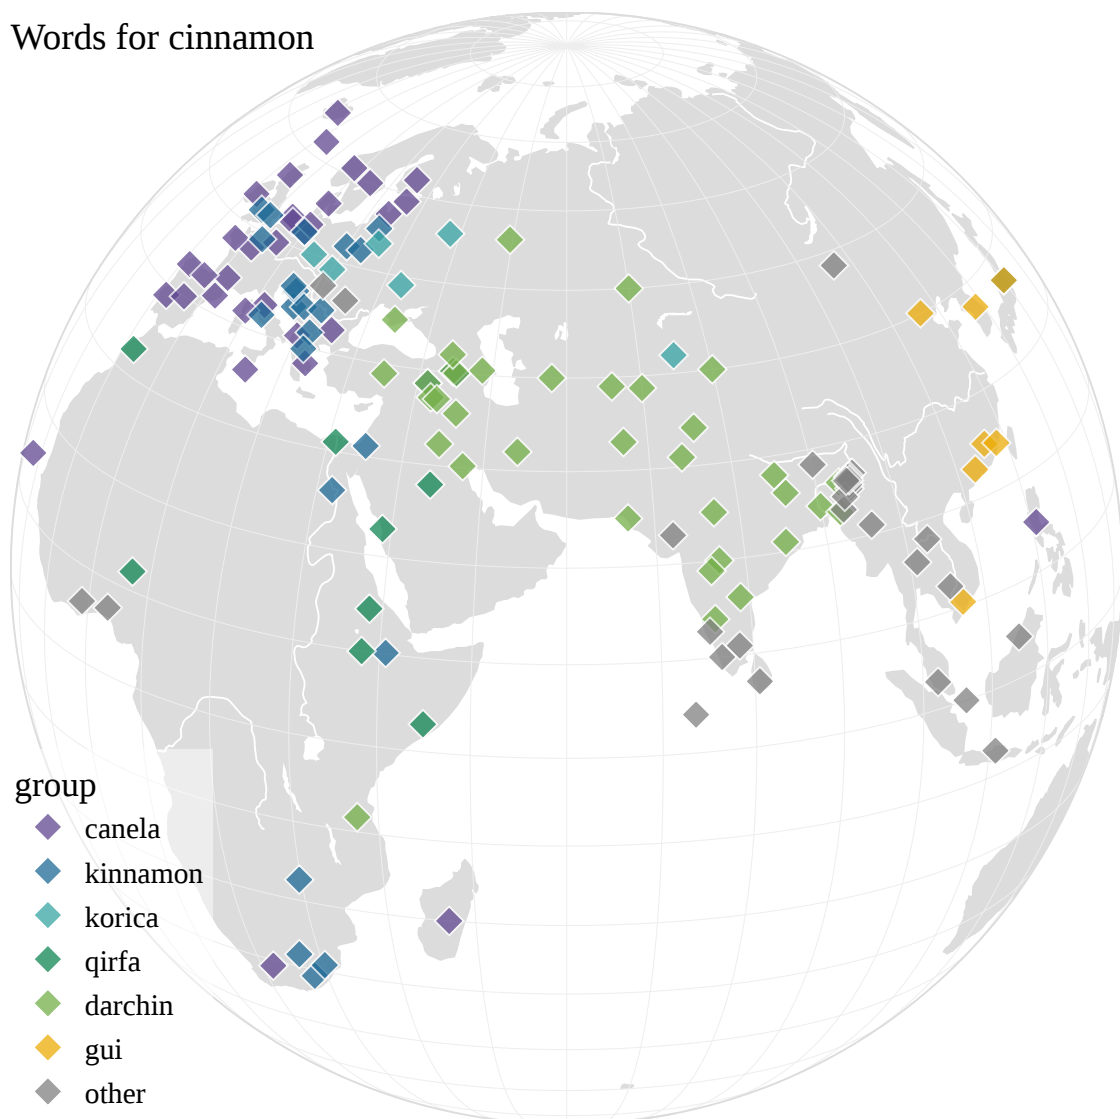 Words for cinnamon
group
canela
kinnamon
korica
qirfa
darchin
gui
other